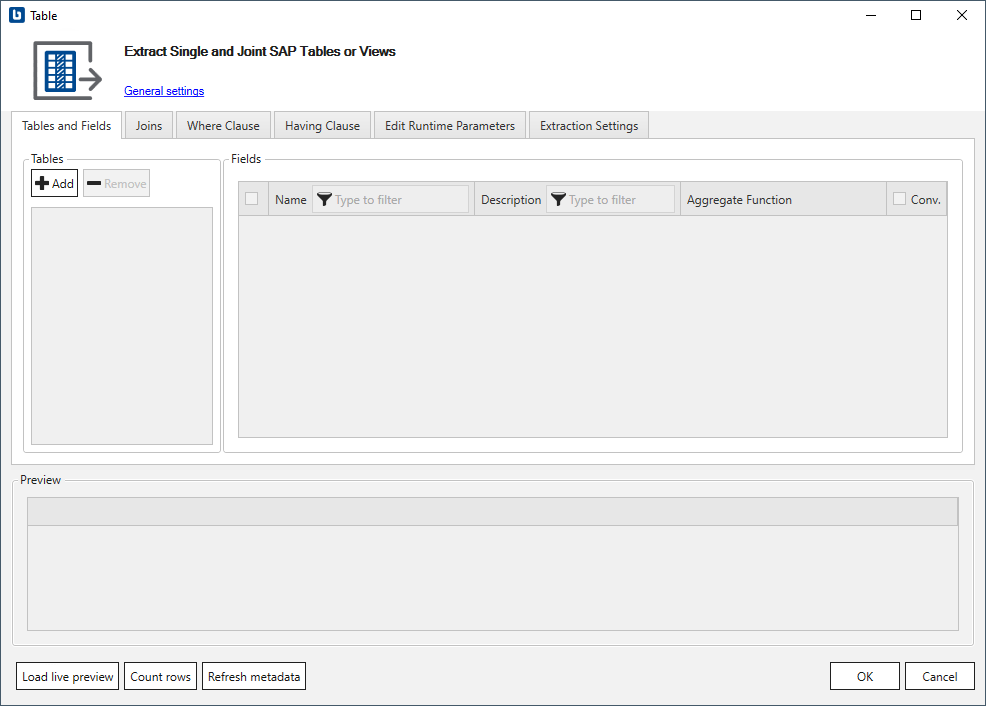 Table
Extract Single and Joint SAP Tables or Views
General settings
Tables and Fields Joins Where Clause Having Clause Edit Runtime Parameters Extraction Settings
Tables
Add Remove
Fields
Name Type to filter Description Type to filter Aggregate Function Conv.
Preview
Load live preview Count rows Refresh metadata OK Cancel